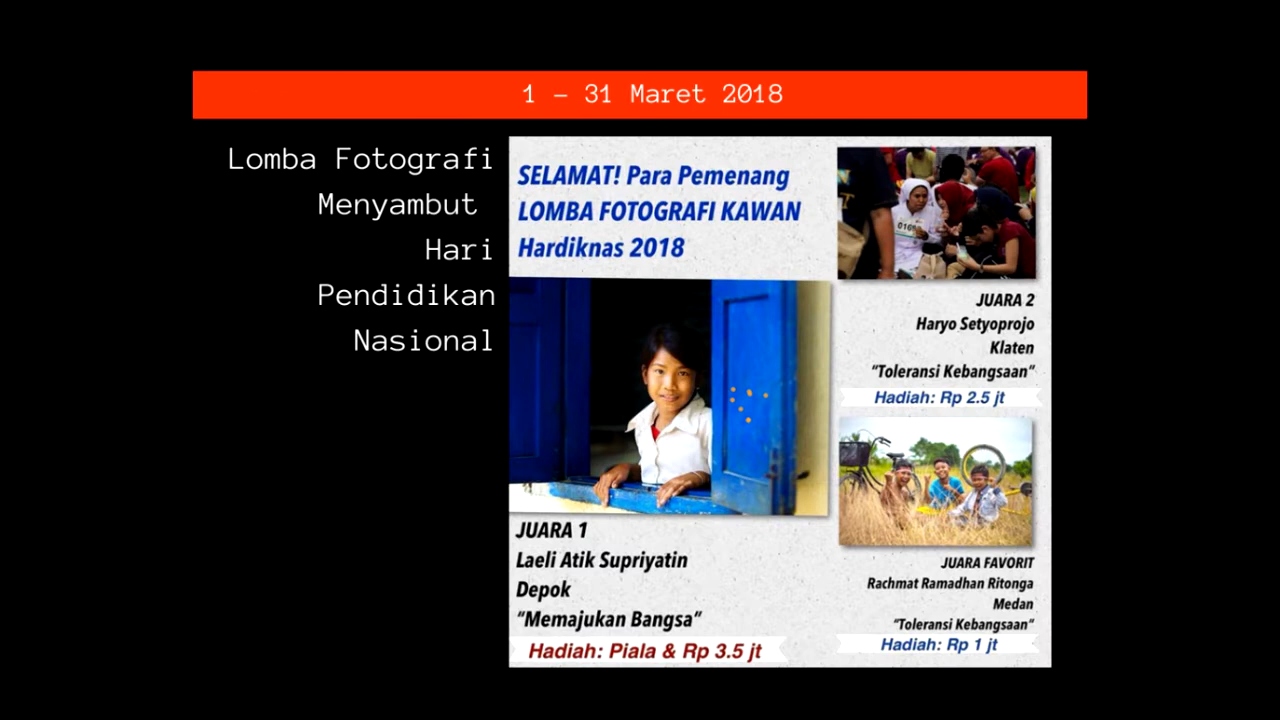 1 – 31 Maret 2018
Lomba Fotografi
Menyambut
Hari
Pendidikan
Nasional
SELAMAT! Para Pemenang
LOMBA FOTOGRAFI KAWAN
Hardiknas 2018
JUARA 1
Laeli Atik Supriyatin
Depok
“Memajukan Bangsa”
Hadiah: Piala & Rp 3.5 jt
JUARA 2
Haryo Setyoprojo
Klaten
“Toleransi Kebangsaan”
Hadiah: Rp 2.5 jt
JUARA FAVORIT
Rachmat Ramadhan Ritonga
Medan
“Toleransi Kebangsaan”
Hadiah: Rp 1 jt